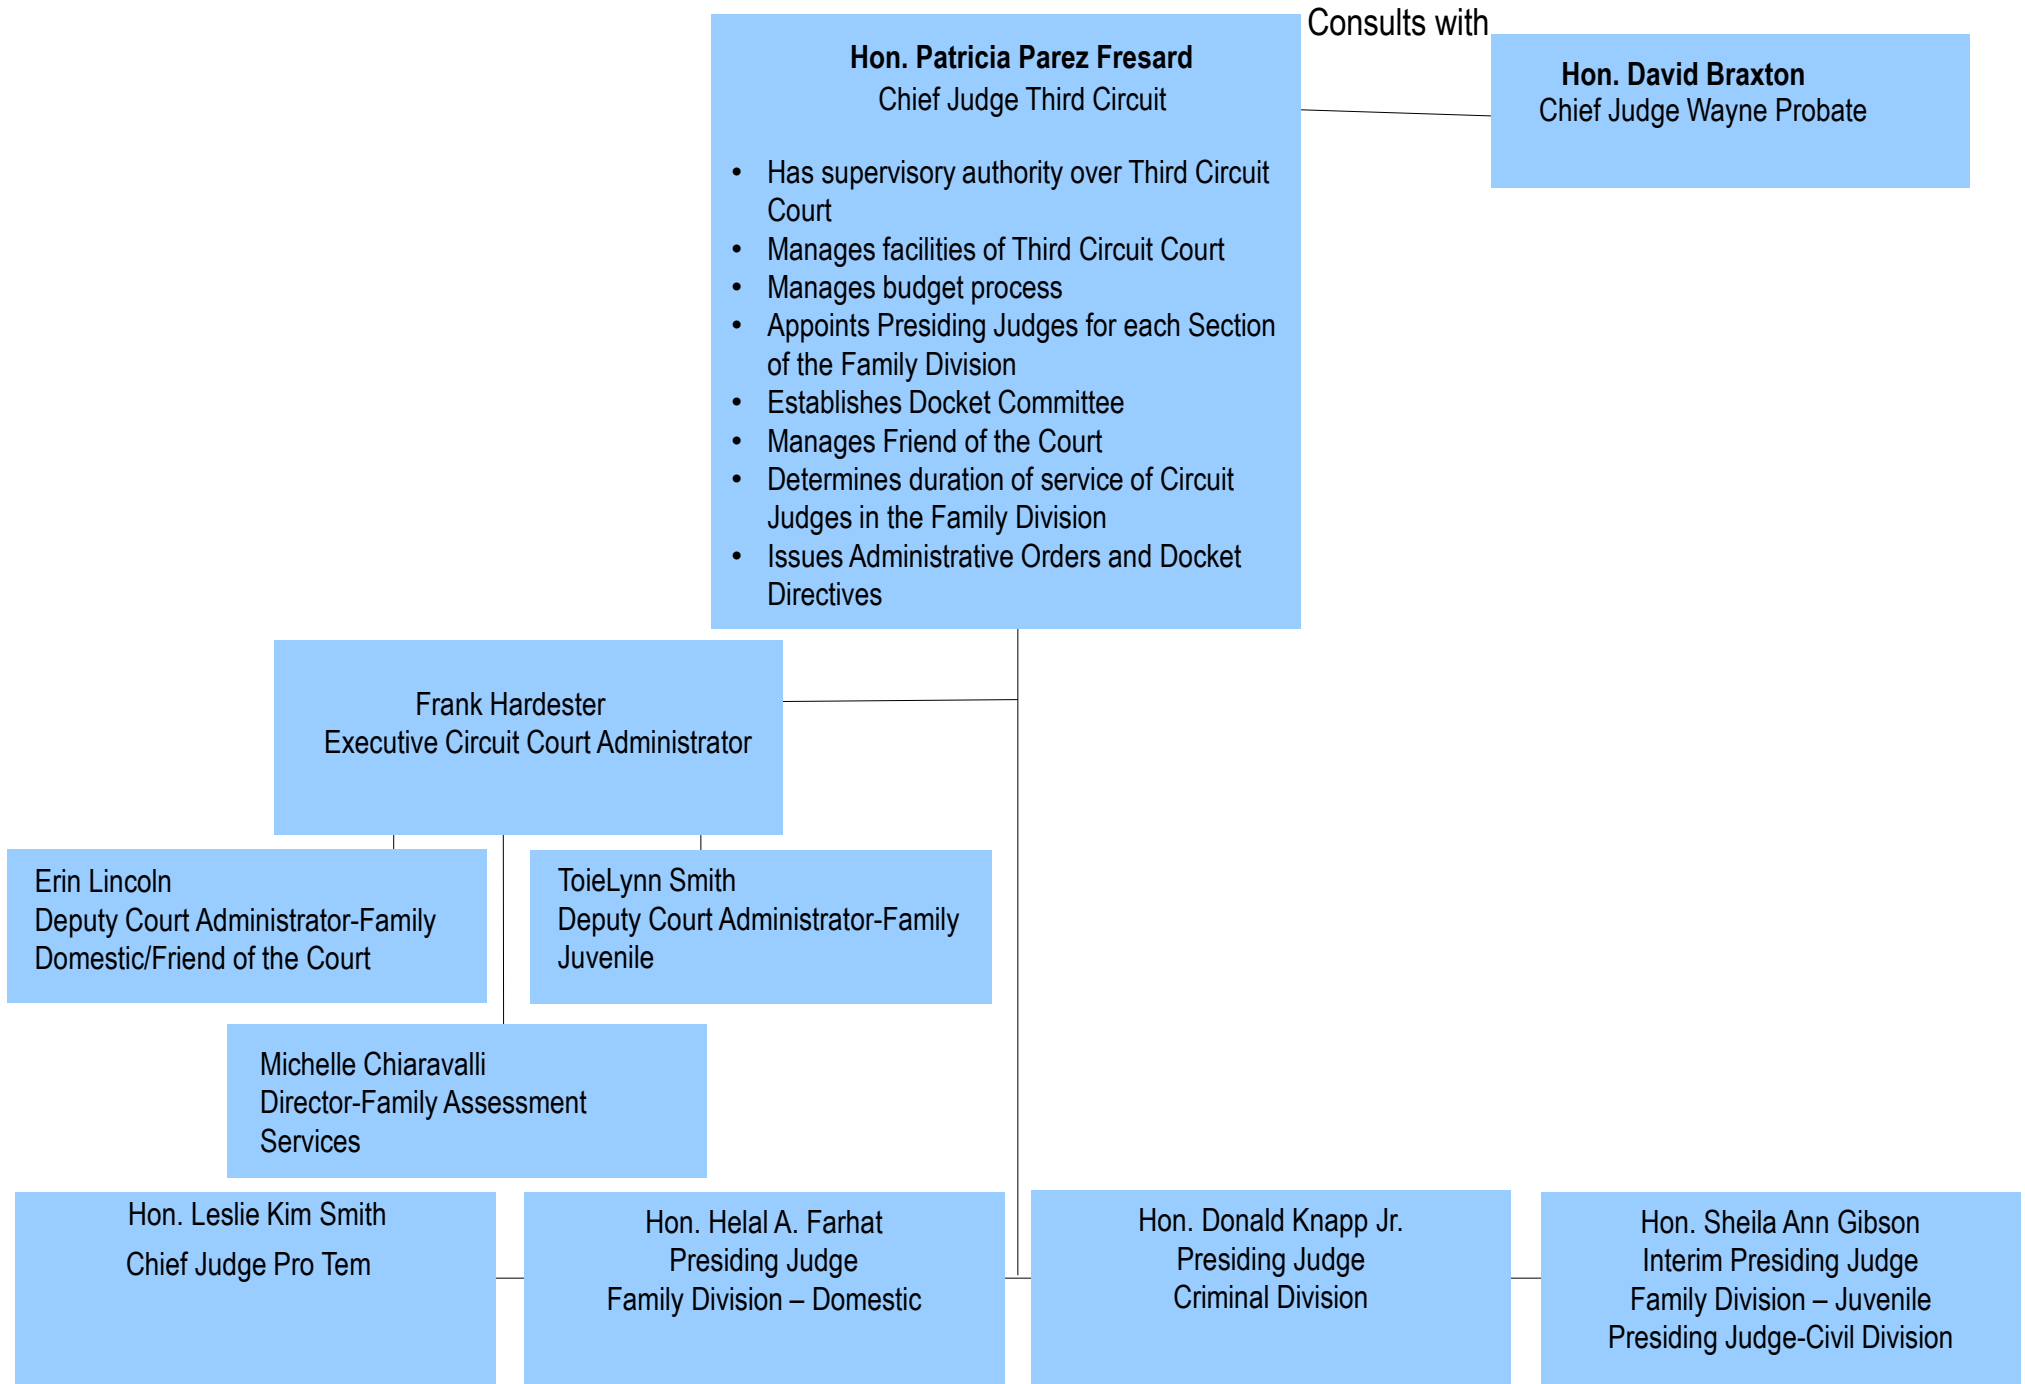 Consults with
Hon. Patricia Parez Fresard
Chief Judge Third Circuit
• Has supervisory authority over Third Circuit
Court
• Manages facilities of Third Circuit Court
• Manages budget process
• Appoints Presiding Judges for each Section
of the Family Division
• Establishes Docket Committee
• Manages Friend of the Court
• Determines duration of service of Circuit
Judges in the Family Division
• Issues Administrative Orders and Docket
Directives
Hon. David Braxton
Chief Judge Wayne Probate
Frank Hardester
Executive Circuit Court Administrator
Erin Lincoln
Deputy Court Administrator-Family
Domestic/Friend of the Court
ToieLynn Smith
Deputy Court Administrator-Family
Juvenile
Michelle Chiaravalli
Director-Family Assessment
Services
Hon. Leslie Kim Smith
Chief Judge Pro Tem
Hon. Helal A. Farhat
Presiding Judge
Family Division – Domestic
Hon. Donald Knapp Jr.
Presiding Judge
Criminal Division
Hon. Sheila Ann Gibson
Interim Presiding Judge
Family Division – Juvenile
Presiding Judge-Civil Division